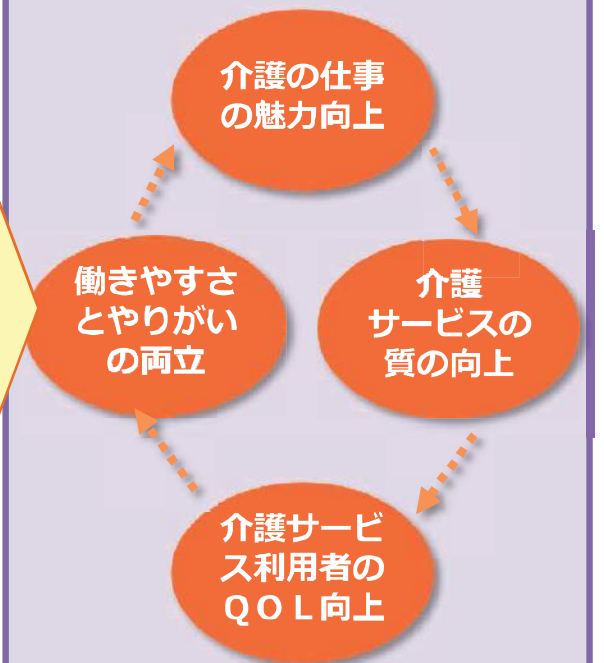 介護の仕事
の魅力向上
働きやすさ
とやりがい
の両立
介護
サービスの
質の向上
介護サービ
ス利用者の
ＱＯＬ向上